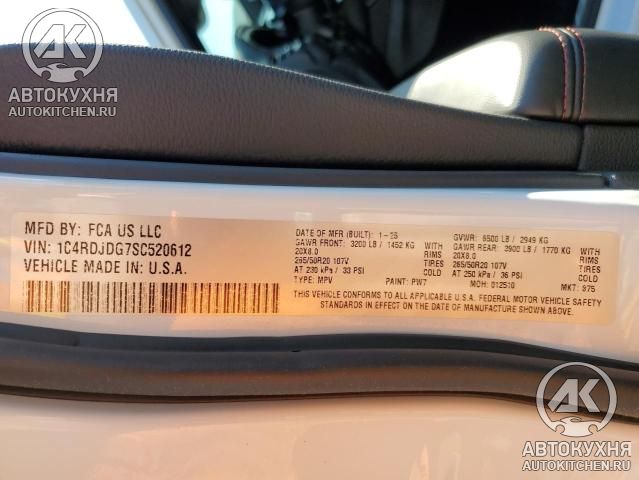 АК
АВТОКУХНЯ
AUTOKITCHEN.RU
MFD BY: FCA US LLC
VIN: 1C4RDJDG7SC520612
VEHICLE MADE IN: U.S.A.
DATE OF MFR (BUILT): 1-25 GVWR: 6500 LB / 2949 KG
GAWR FRONT: 3200 LB / 1452 KG GAWR REAR: 3900 LB / 1770 KG
20X8.0 RIMS 20X8.0 RIMS
265/50R20 107V TIRES 265/50R20 107V TIRES
AT 230 kPa / 33 PSI COLD AT 250 kPa / 36 PSI COLD
TYPE: MPV PAINT: PW7 MDH: 012510 MKT: 975
THIS VEHICLE CONFORMS TO ALL APPLICABLE U.S.A. FEDERAL MOTOR VEHICLE SAFETY
STANDARDS IN EFFECT ON THE DATE OF MANUFACTURE SHOWN ABOVE.
АК
АВТОКУХНЯ
AUTOKITCHEN.RU